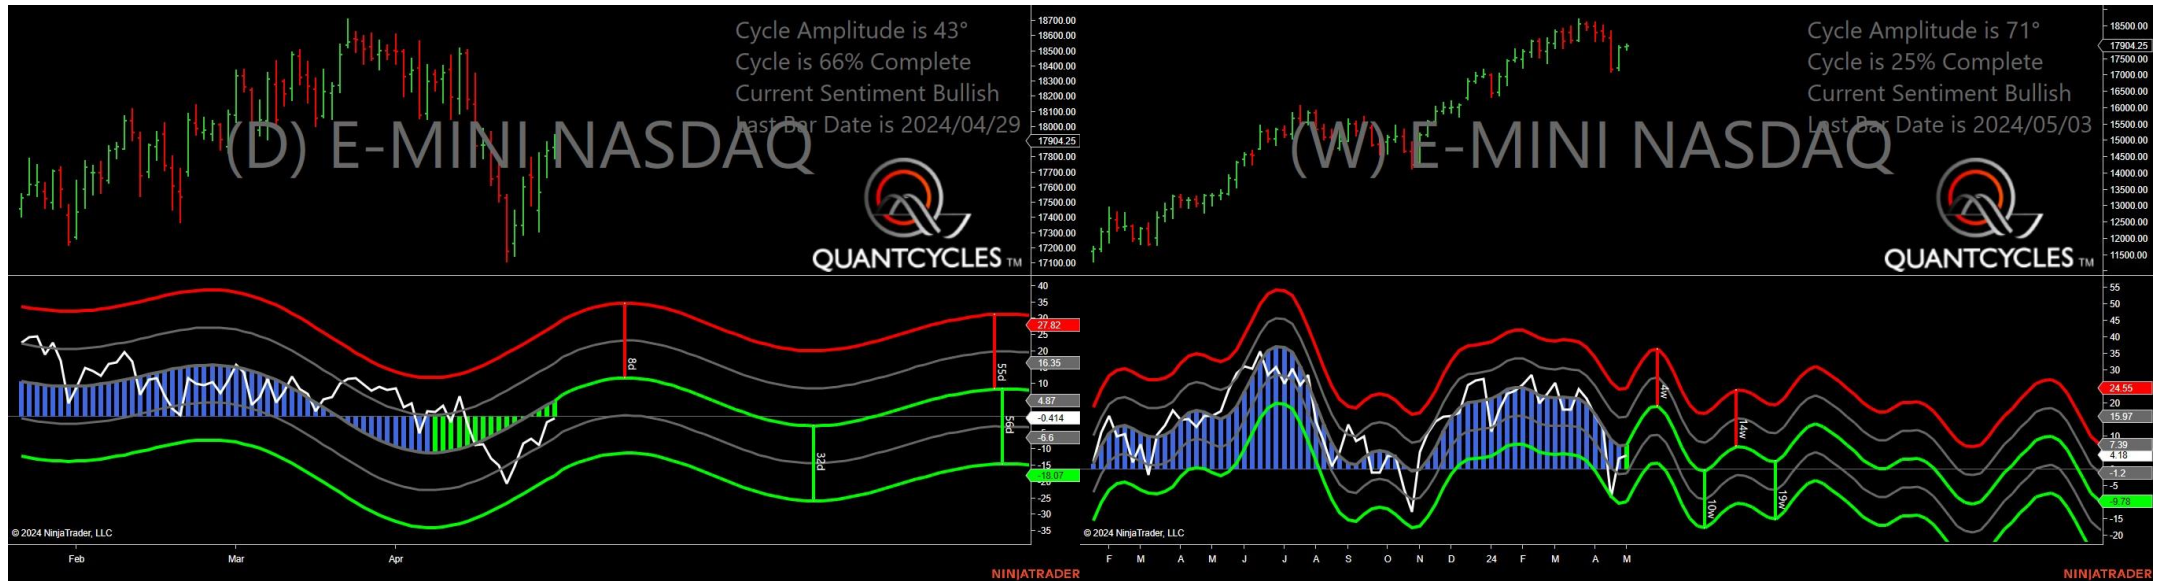 Cycle Amplitude is 43°
Cycle is 66% Complete
Current Sentiment Bullish
Last Bar Date is 2024/04/29
(D) E-MINI NASDAQ
QUANTCYCLES TM
18700.00
18600.00
18500.00
18400.00
18300.00
18200.00
18100.00
18000.00
17904.25
17800.00
17700.00
17600.00
17500.00
17400.00
17300.00
17200.00
17100.00
40
35
27.82
25
20
16.35
10
4.87
-0.414
-6.6
-10
-15
-18.07
-25
-30
-35
8d
32d
55d
56d
© 2024 NinjaTrader, LLC
Feb Mar Apr
NINJATRADER
Cycle Amplitude is 71°
Cycle is 25% Complete
Current Sentiment Bullish
Last Bar Date is 2024/05/03
(W) E-MINI NASDAQ
QUANTCYCLES TM
18500.00
17904.25
17500.00
17000.00
16500.00
16000.00
15500.00
15000.00
14500.00
14000.00
13500.00
13000.00
12500.00
12000.00
11500.00
55
50
45
40
35
30
24.55
20
15.97
10
7.39
4.18
-1.2
-5
-9.78
-15
-20
4w
10w
14w
19w
© 2024 NinjaTrader, LLC
F M A M J J A S O N D 24 F M A M
NINJATRADER